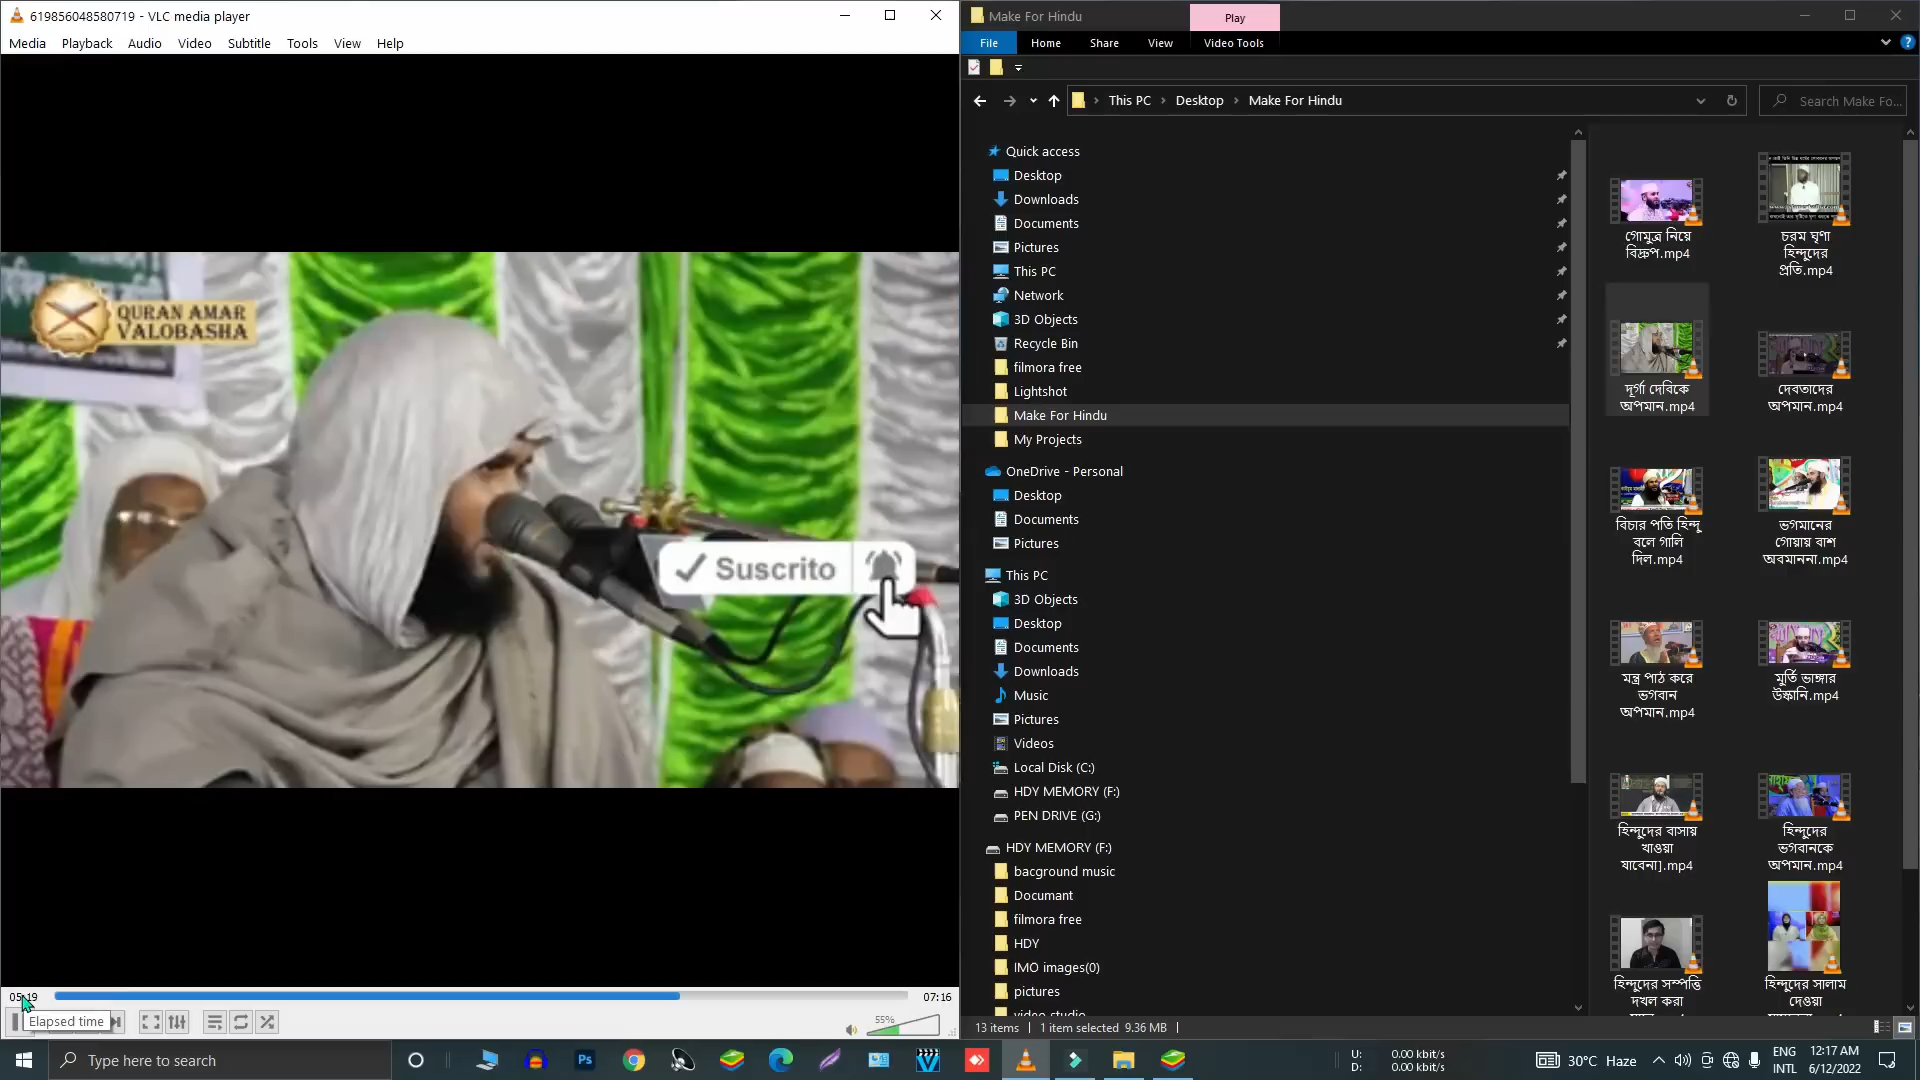 619856048580719 - VLC media player
Media
Playback
Audio
Video
Subtitle
Tools
View
Help
QURAN AMAR
VALOBASHA
Suscrito
05:19
07:16
Elapsed time
55%
Make For Hindu
Play
File
Home
Share
View
Video Tools
This PC
Desktop
Make For Hindu
Search Make Fo...
Quick access
Desktop
Downloads
Documents
Pictures
This PC
Network
3D Objects
Recycle Bin
filmora free
Lightshot
Make For Hindu
My Projects
OneDrive - Personal
Desktop
Documents
Pictures
This PC
3D Objects
Desktop
Documents
Downloads
Music
Pictures
Videos
Local Disk (C:)
HDY MEMORY (F:)
PEN DRIVE (G:)
HDY MEMORY (F:)
bacground music
Documant
filmora free
HDY
IMO images(0)
pictures
video studio
গোমুত্র নিয়ে
বিদ্রুপ.mp4
চরম ঘৃণা
হিন্দুদের
প্রতি.mp4
দূর্গা দেবিকে
অপমান.mp4
দেবতাদের
অপমান.mp4
বিচার পতি হিন্দু
বলে গালি
দিল.mp4
ভগমানের
গোয়ায় বাশ
অবমাননা.mp4
মন্ত্র পাঠ করে
ভগবান
অপমান.mp4
মুর্তি ভাঙ্গার
উস্কানি.mp4
হিন্দুদের বাসায়
খাওয়া
যাবেনা].mp4
হিন্দুদের
ভগবানকে
অপমান.mp4
হিন্দুদের সম্পত্তি
দখল করা
হিন্দুদের সালাম
দেওয়া
13 items
1 item selected 9.36 MB
Type here to search
U: 0.00 kbit/s
D: 0.00 kbit/s
30°C Haze
ENG
INTL
12:17 AM
6/12/2022